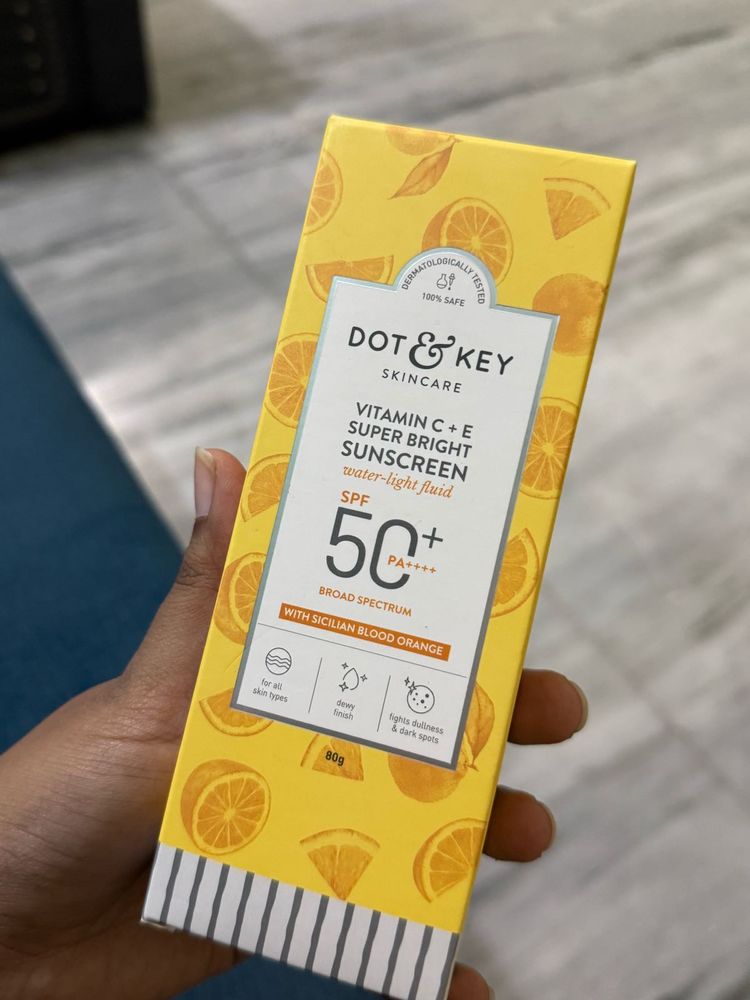 DERMATOLOGICALLY TESTED
100% SAFE
DOT & KEY
SKINCARE
VITAMIN C + E
SUPER BRIGHT
SUNSCREEN
water-light fluid
SPF
50+
PA++++
BROAD SPECTRUM
WITH SICILIAN BLOOD ORANGE
for all
skin types
dewy
finish
fights dullness
& dark spots
80g